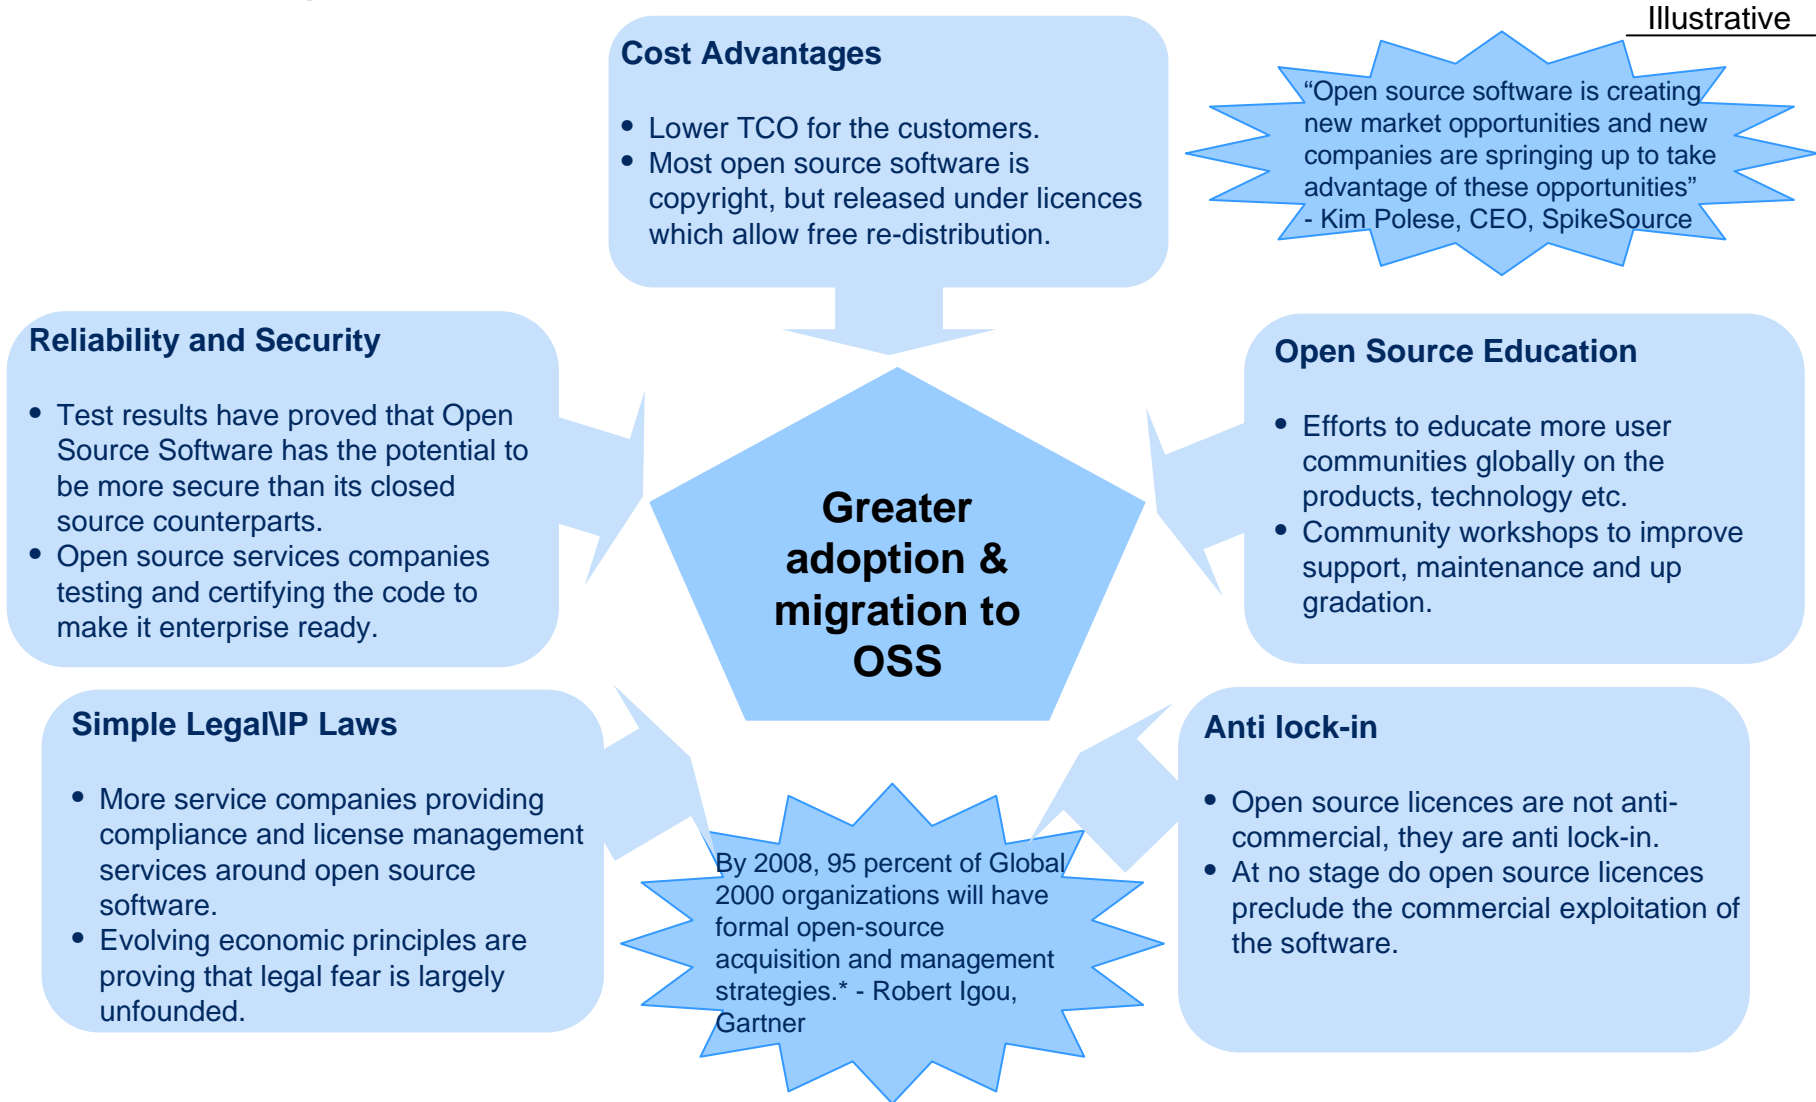 Illustrative
Cost Advantages
• Lower TCO for the customers.
• Most open source software is
copyright, but released under licences
which allow free re-distribution.
“Open source software is creating
new market opportunities and new
companies are springing up to take
advantage of these opportunities”
- Kim Polese, CEO, SpikeSource
Reliability and Security
• Test results have proved that Open
Source Software has the potential to
be more secure than its closed
source counterparts.
• Open source services companies
testing and certifying the code to
make it enterprise ready.
Greater
adoption &
migration to
OSS
Open Source Education
• Efforts to educate more user
communities globally on the
products, technology etc.
• Community workshops to improve
support, maintenance and up
gradation.
Simple Legal\IP Laws
• More service companies providing
compliance and license management
services around open source
software.
• Evolving economic principles are
proving that legal fear is largely
unfounded.
By 2008, 95 percent of Global
2000 organizations will have
formal open-source
acquisition and management
strategies.* - Robert Igou,
Gartner
Anti lock-in
• Open source licences are not anti-
commercial, they are anti lock-in.
• At no stage do open source licences
preclude the commercial exploitation of
the software.